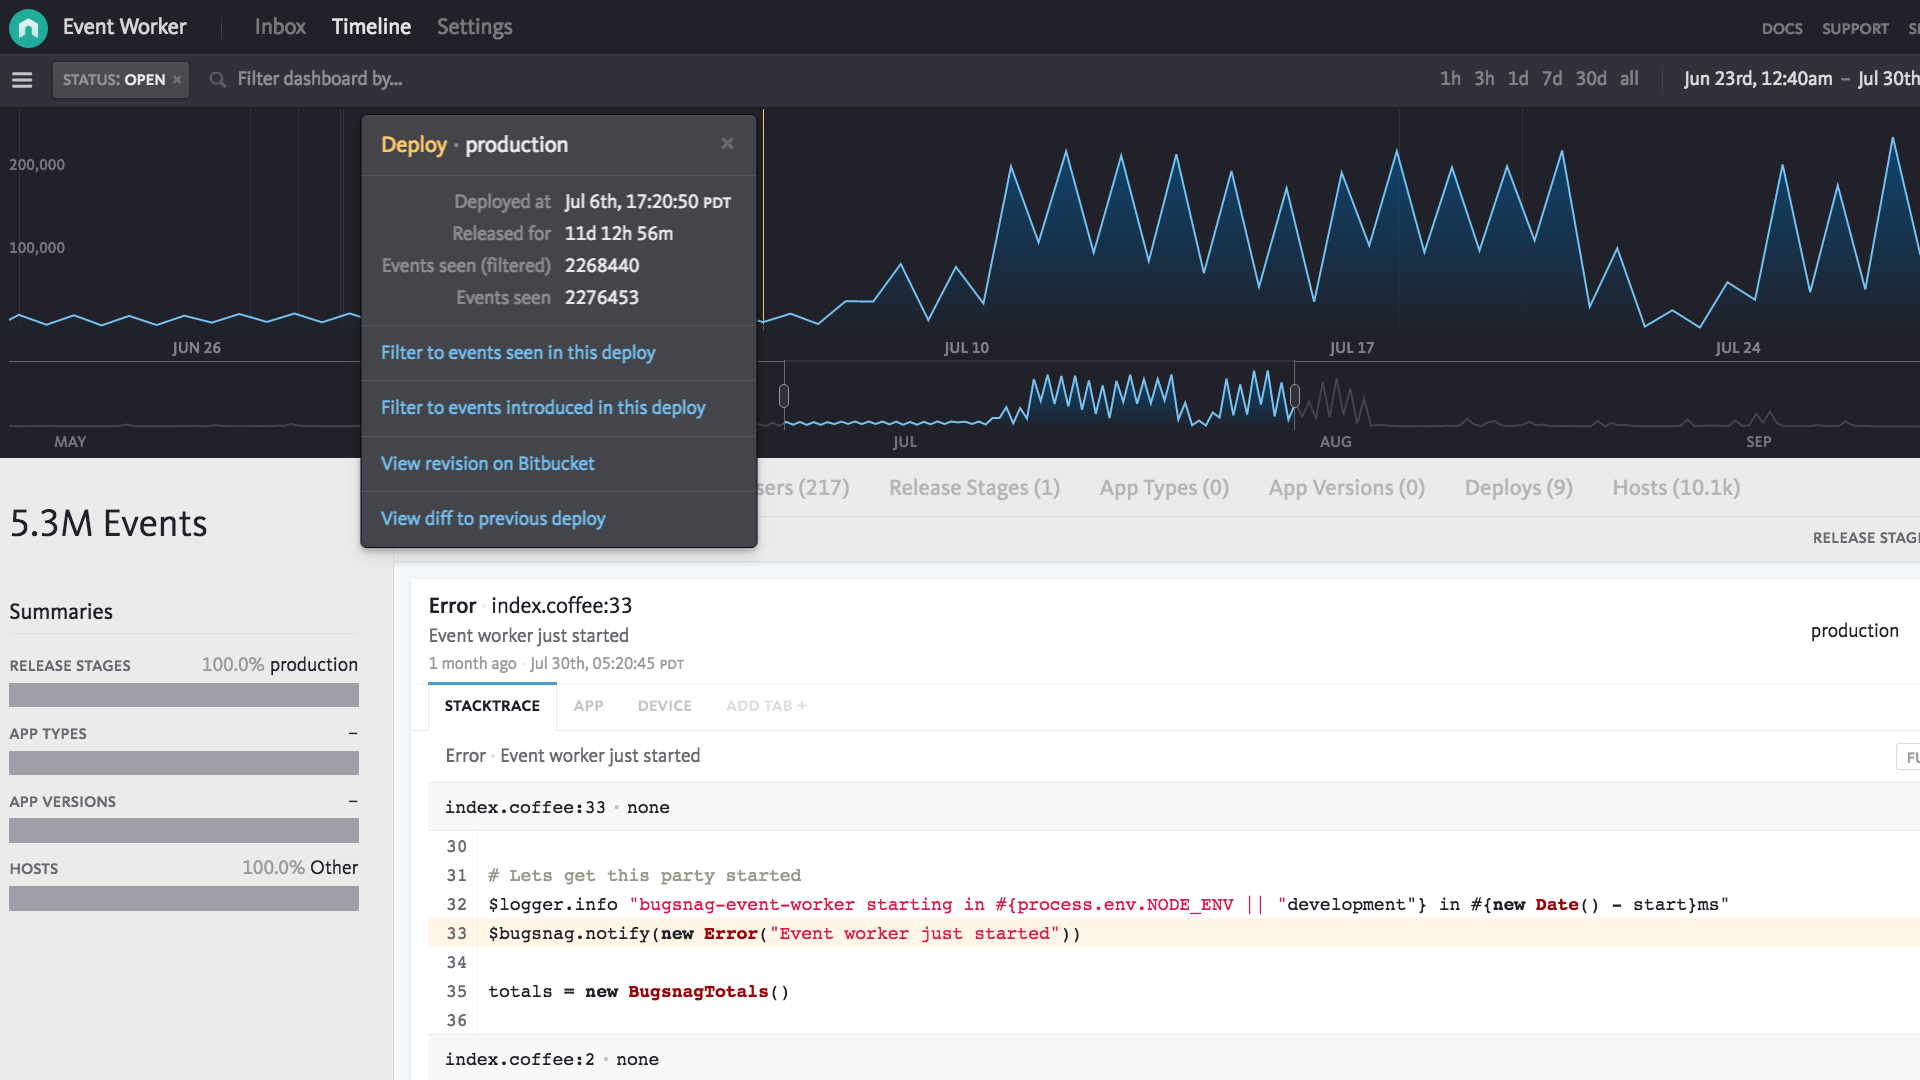 Event Worker Inbox Timeline Settings DOCS SUPPORT
STATUS: OPEN × Filter dashboard by... 1h 3h 1d 7d 30d all Jun 23rd, 12:40am – Jul 30th
200,000
100,000
JUN 26 JUL 10 JUL 17 JUL 24
MAY JUL AUG SEP
Deploy · production ×
Deployed at Jul 6th, 17:20:50 PDT
Released for 11d 12h 56m
Events seen (filtered) 2268440
Events seen 2276453
Filter to events seen in this deploy
Filter to events introduced in this deploy
View revision on Bitbucket
View diff to previous deploy
sers (217) Release Stages (1) App Types (0) App Versions (0) Deploys (9) Hosts (10.1k)
RELEASE STAG
5.3M Events
Summaries
RELEASE STAGES 100.0% production
APP TYPES –
APP VERSIONS –
HOSTS 100.0% Other
Error · index.coffee:33
Event worker just started
1 month ago · Jul 30th, 05:20:45 PDT
production
STACKTRACE APP DEVICE ADD TAB +
Error · Event worker just started
FU
index.coffee:33 · none
30
31 # Lets get this party started
32 $logger.info "bugsnag-event-worker starting in #{process.env.NODE_ENV || "development"} in #{new Date() - start}ms"
33 $bugsnag.notify(new Error("Event worker just started"))
34
35 totals = new BugsnagTotals()
36
index.coffee:2 · none